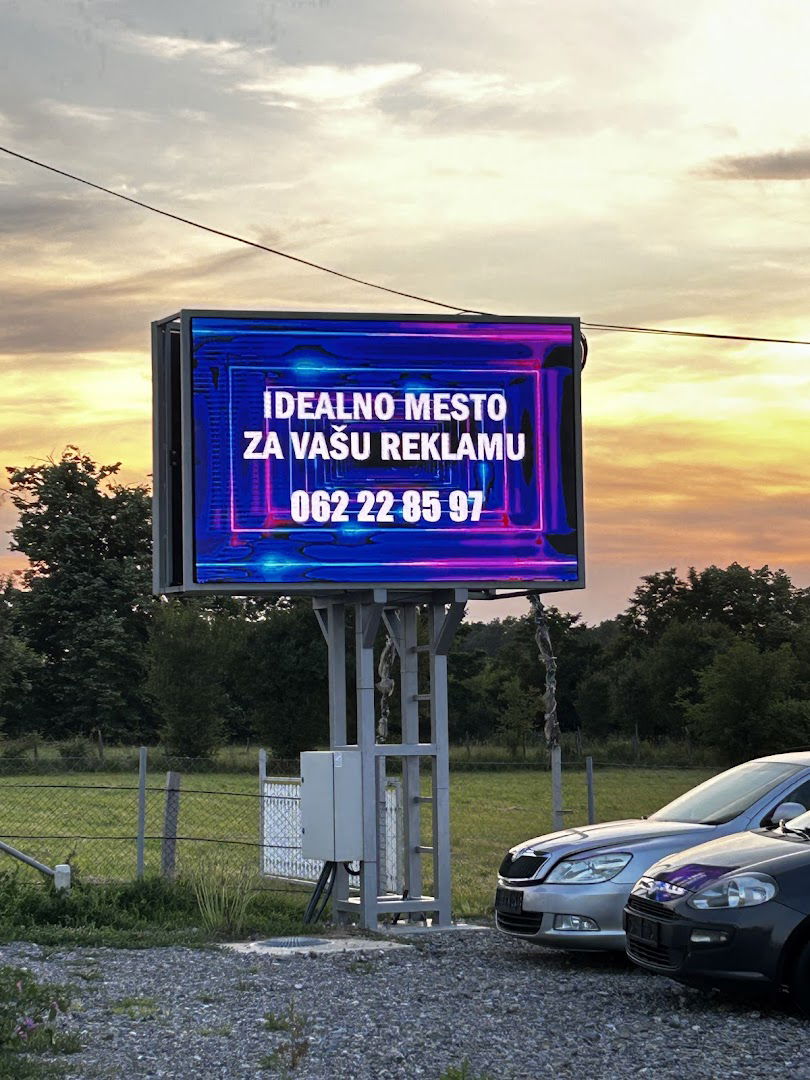 IDEALNO MESTO
ZA VAŠU REKLAMU
062 22 85 97